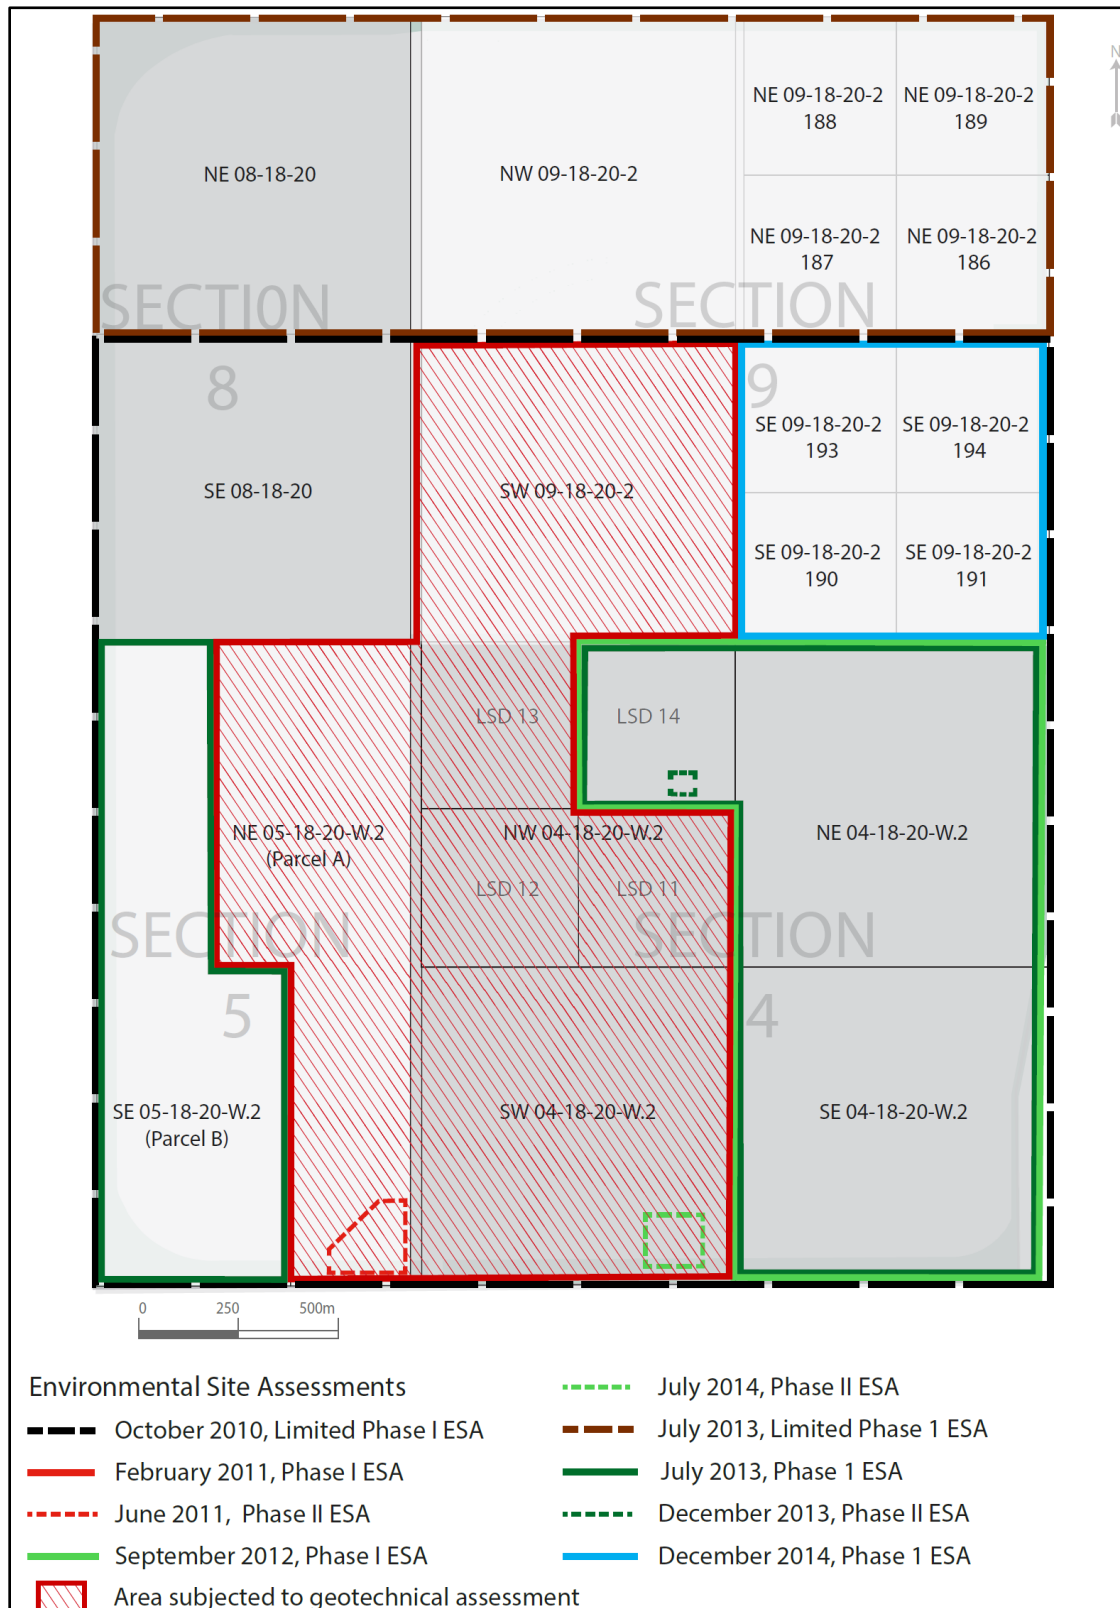 N
NE 09-18-20-2
188
NE 09-18-20-2
189
NE 08-18-20
NW 09-18-20-2
NE 09-18-20-2
187
NE 09-18-20-2
186
SECTI0N
8
SECTION
9
SE 09-18-20-2
193
SE 09-18-20-2
194
SE 08-18-20
SW 09-18-20-2
SE 09-18-20-2
190
SE 09-18-20-2
191
LSD 13
LSD 14
NE 05-18-20-W.2
(Parcel A)
NW 04-18-20-W.2
NE 04-18-20-W.2
LSD 12
LSD 11
SECTION
5
SECTION
4
SE 05-18-20-W.2
(Parcel B)
SW 04-18-20-W.2
SE 04-18-20-W.2
0 250 500m
Environmental Site Assessments
October 2010, Limited Phase I ESA
February 2011, Phase I ESA
June 2011, Phase II ESA
September 2012, Phase I ESA
Area subjected to geotechnical assessment
July 2014, Phase II ESA
July 2013, Limited Phase 1 ESA
July 2013, Phase 1 ESA
December 2013, Phase II ESA
December 2014, Phase 1 ESA